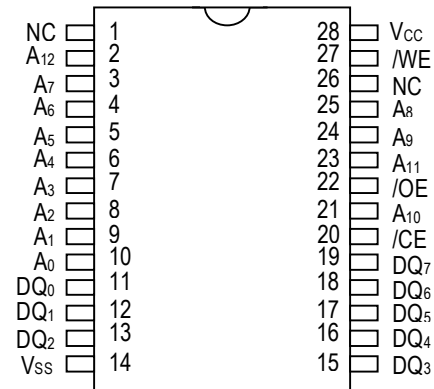 NC 1 28 VCC
A12 2 27 /WE
A7 3 26 NC
A6 4 25 A8
A5 5 24 A9
A4 6 23 A11
A3 7 22 /OE
A2 8 21 A10
A1 9 20 /CE
A0 10 19 DQ7
DQ0 11 18 DQ6
DQ1 12 17 DQ5
DQ2 13 16 DQ4
VSS 14 15 DQ3